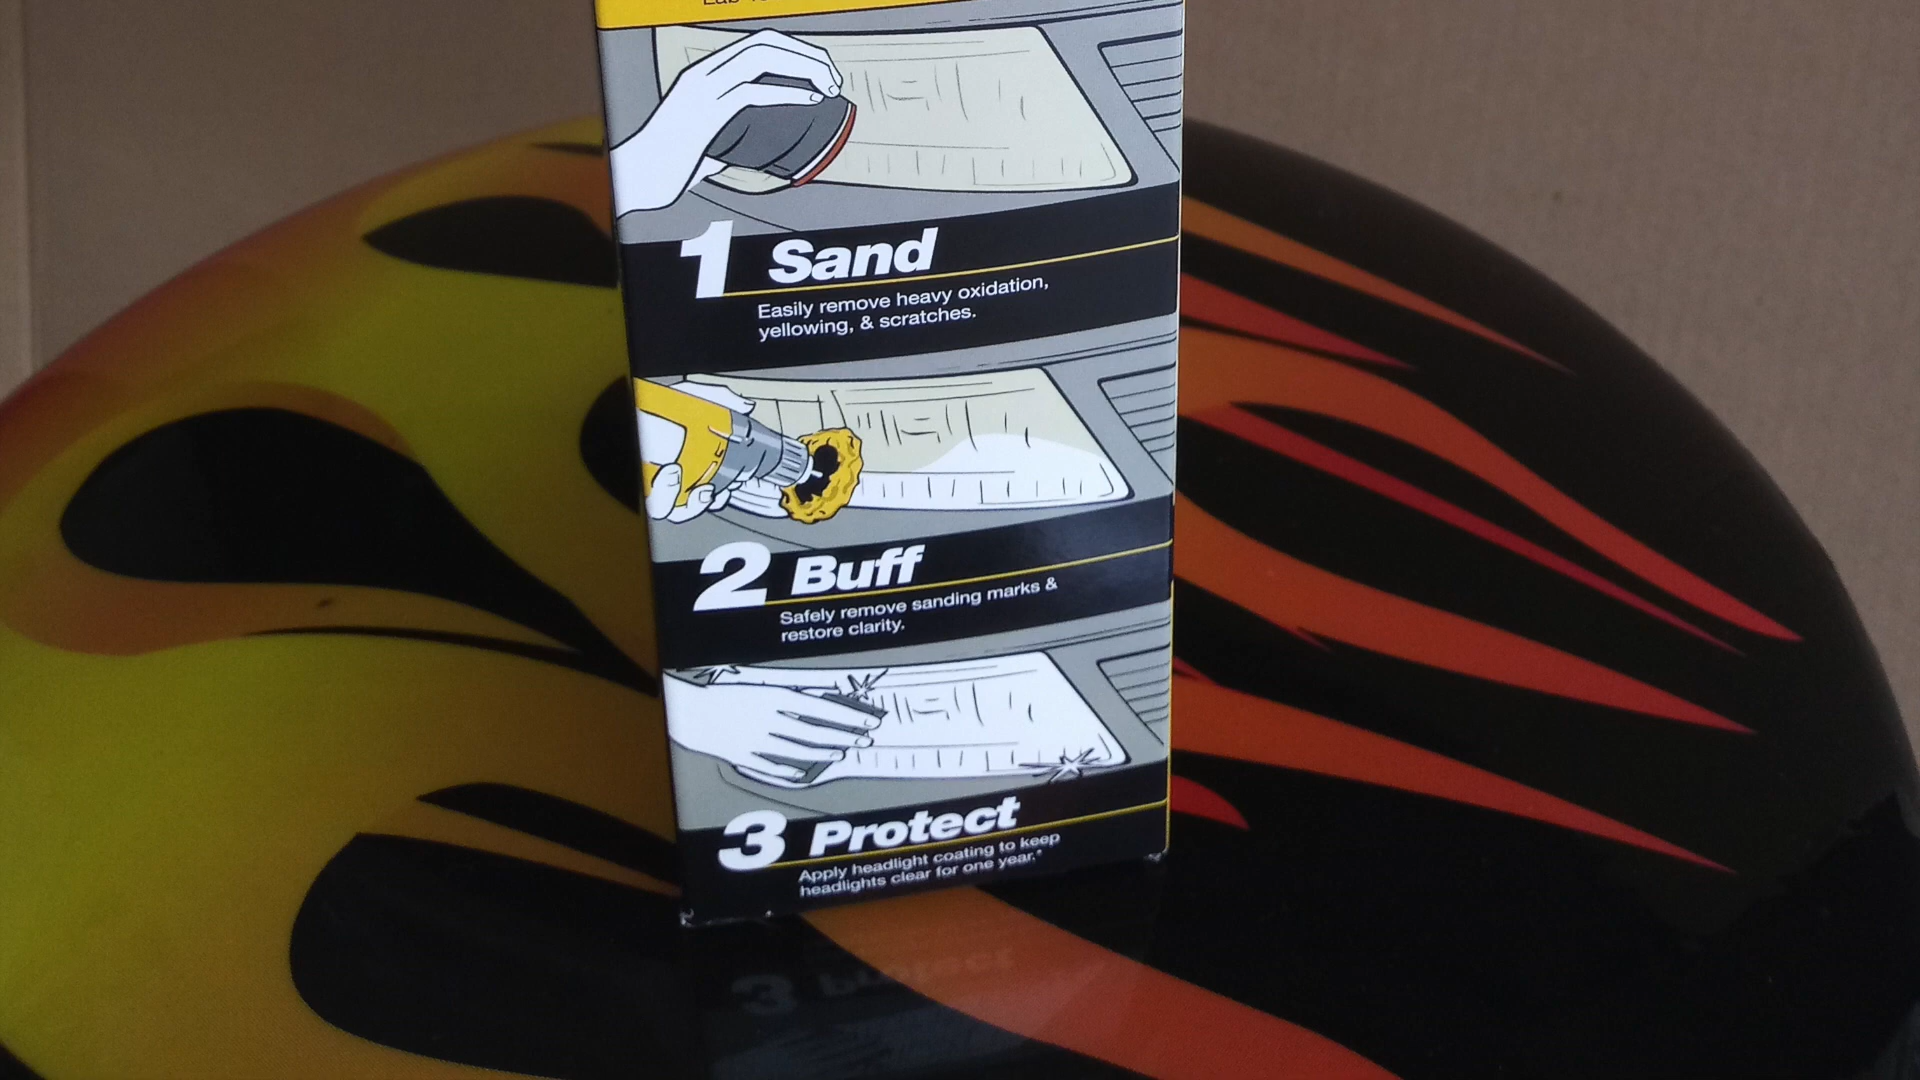 Lab
1 Sand
Easily remove heavy oxidation,
yellowing, & scratches.
2 Buff
Safely remove sanding marks &
restore clarity.
3 Protect
Apply headlight coating to keep
headlights clear for one year.*